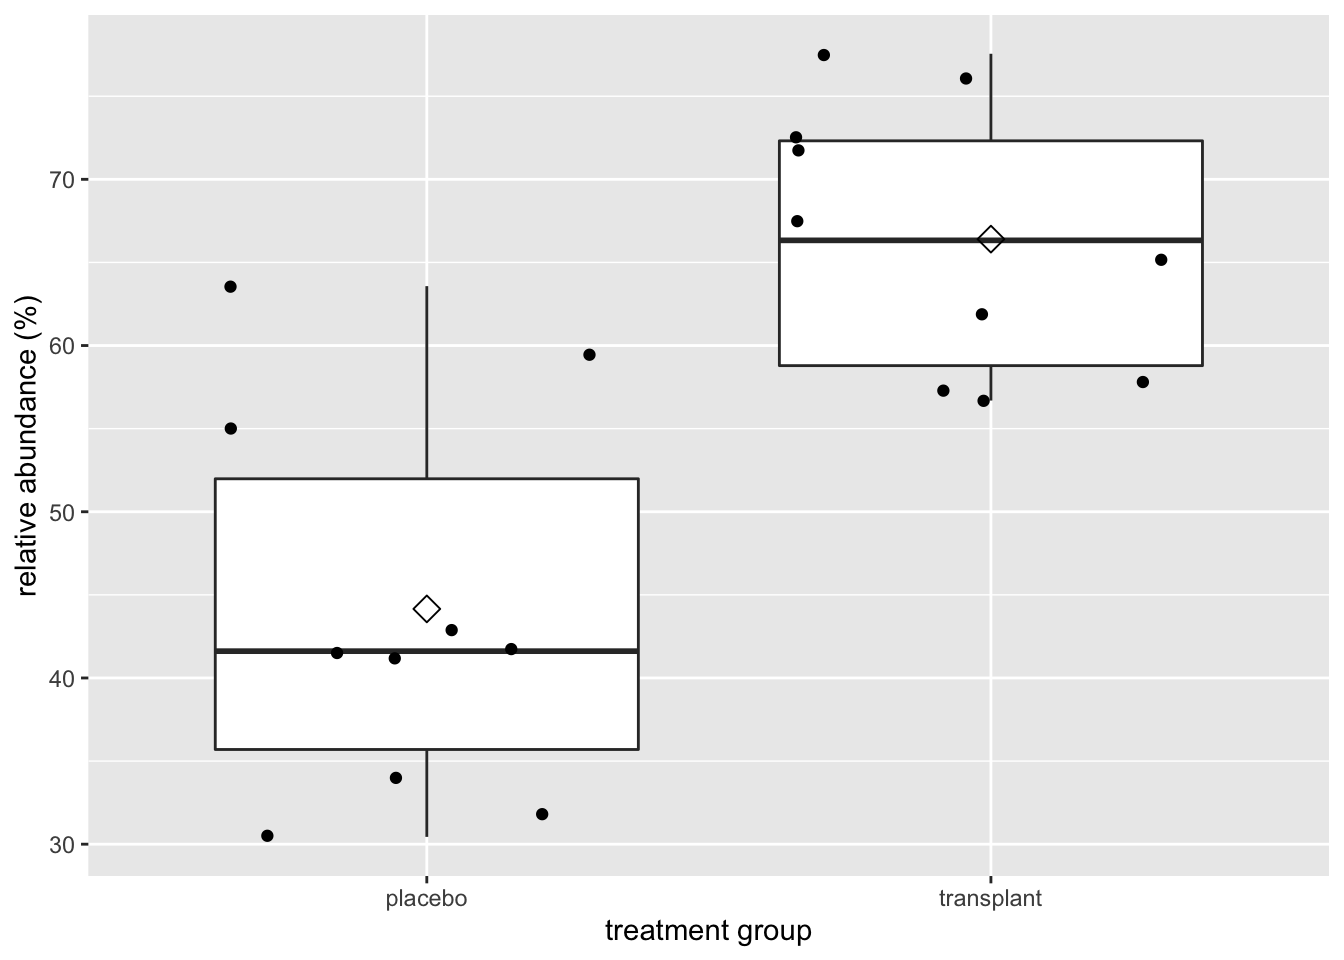 relative abundance (%)
70
60
50
40
30
placebo
transplant
treatment group